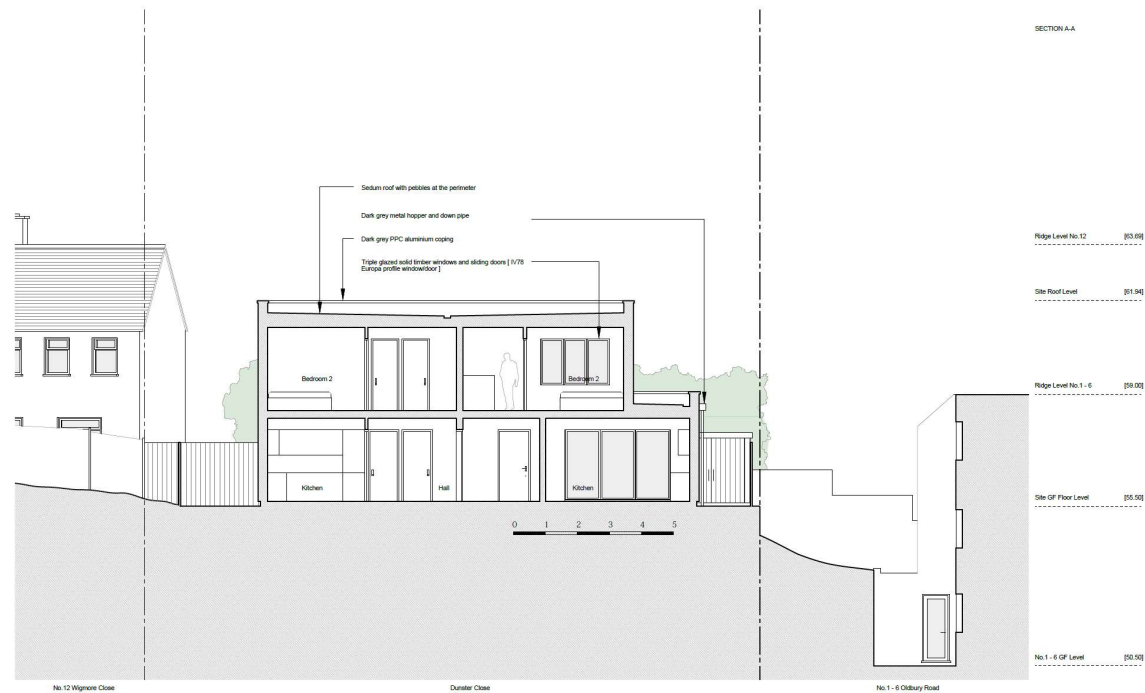 SECTION A-A
Sedum roof with pebbles at the perimeter
Dark grey metal hopper and down pipe
Dark grey PPC aluminium coping
Triple glazed solid timber windows and sliding doors [ IV78
Europa profile window/door ]
Ridge Level No.12 [63.69]
Site Roof Level [61.94]
Bedroom 2
Bedroom 2
Ridge Level No.1 - 6 [59.00]
Kitchen
Hall
Kitchen
Site GF Floor Level [55.50]
0 1 2 3 4 5
No.1 - 6 GF Level [50.50]
No.12 Wigmore Close
Dunster Close
No.1 - 6 Oldbury Road